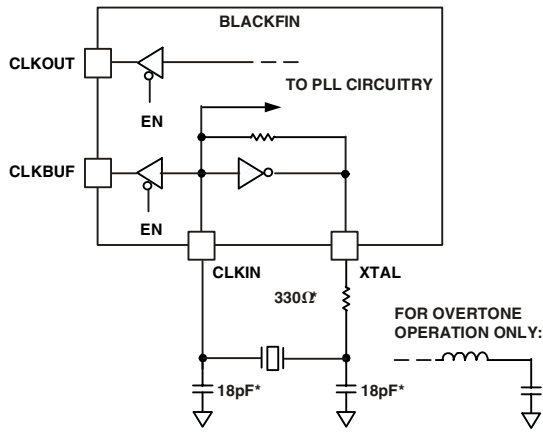 BLACKFIN
CLKOUT
TO PLL CIRCUITRY
EN
CLKBUF
EN
CLKIN
XTAL
330Ω*
FOR OVERTONE
OPERATION ONLY:
18pF*
18pF*